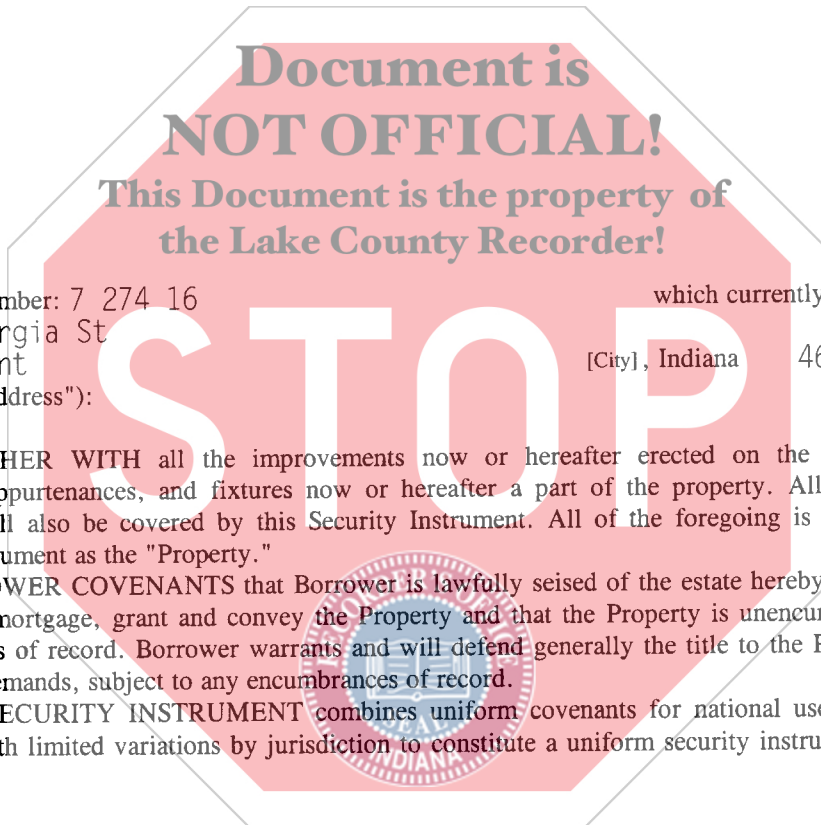 Document is
NOT OFFICIAL!
This Document is the property of
the Lake County Recorder!
mber: 7 274 16 which currently
rgia St
nt [City], Indiana 46
ddress"):
STOP
HER WITH all the improvements now or hereafter erected on the
ppurtenances, and fixtures now or hereafter a part of the property. All
ll also be covered by this Security Instrument. All of the foregoing is
ument as the "Property."
WER COVENANTS that Borrower is lawfully seised of the estate hereby
mortgage, grant and convey the Property and that the Property is unencu
s of record. Borrower warrants and will defend generally the title to the P
emands, subject to any encumbrances of record.
ECURITY INSTRUMENT combines uniform covenants for national use
th limited variations by jurisdiction to constitute a uniform security instru
RECORDER'S OFFICE
SEAL
INDIANA